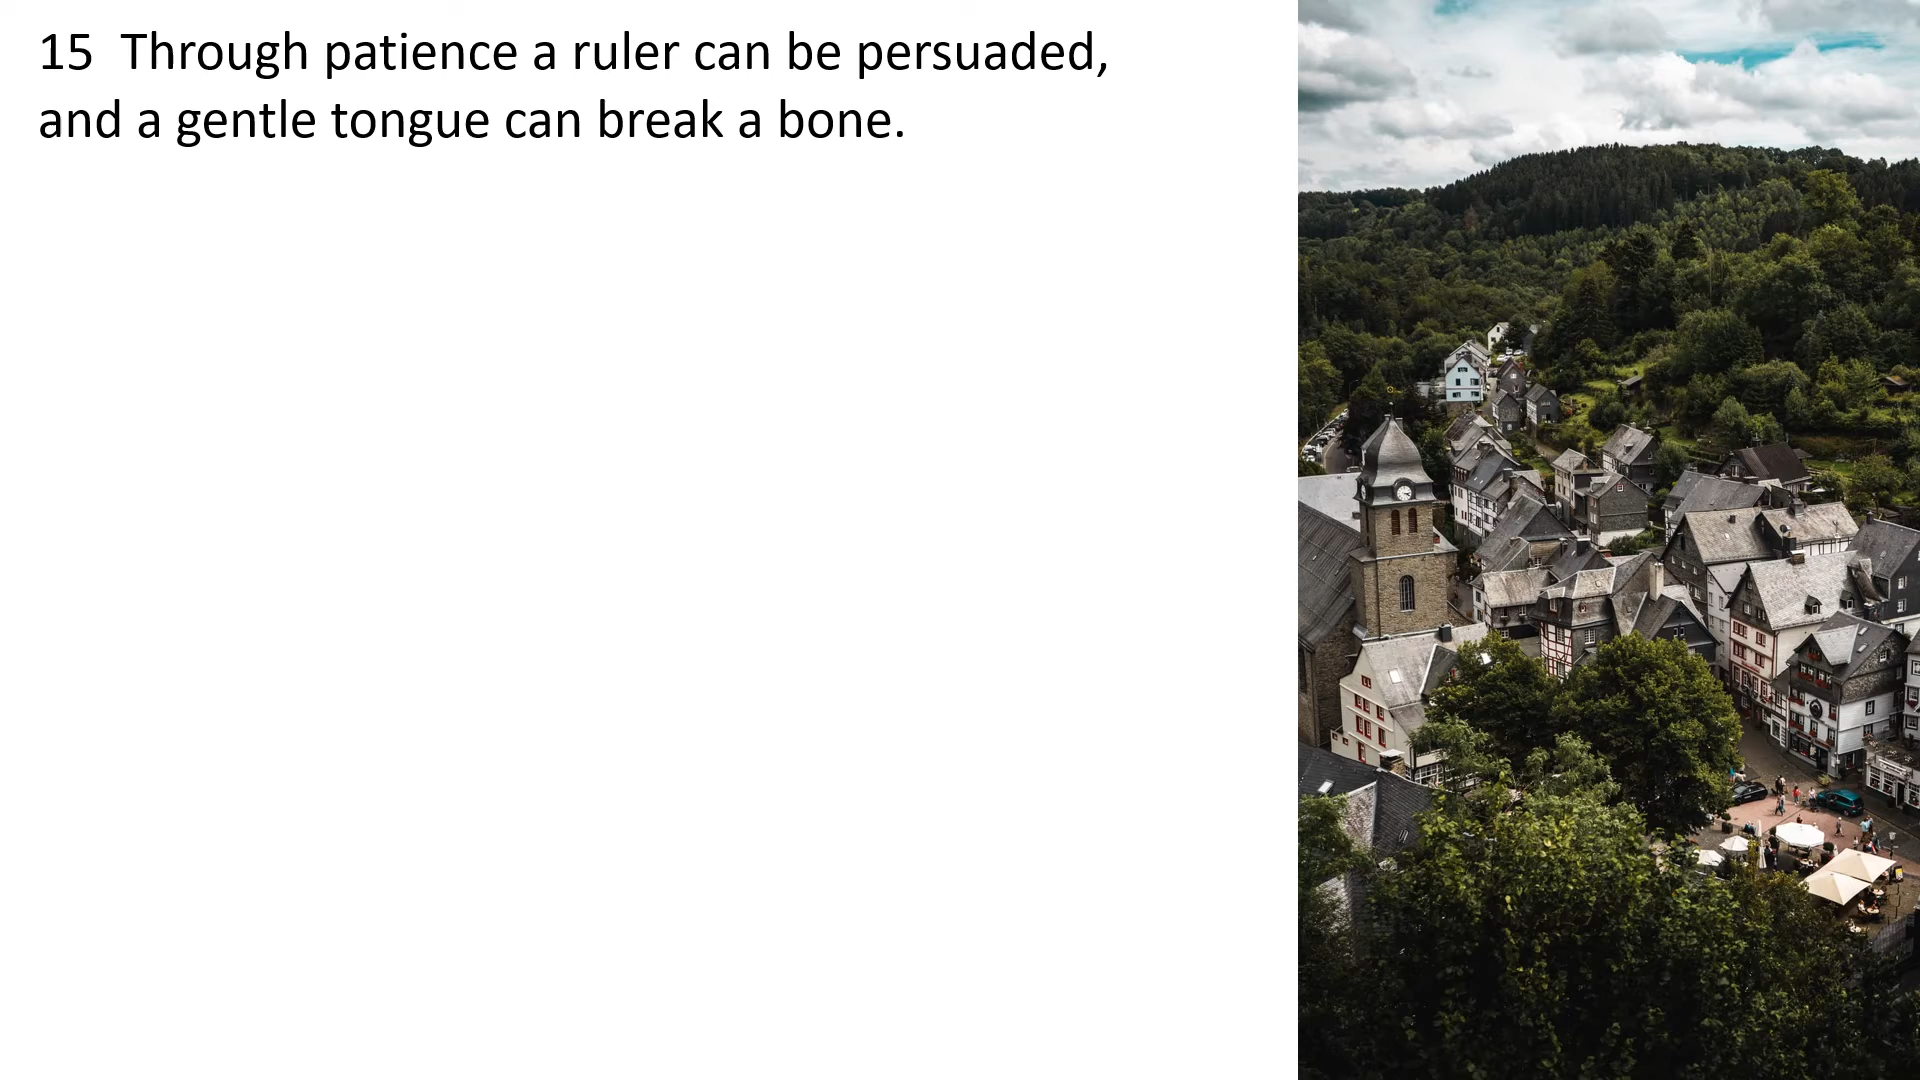 15  Through patience a ruler can be persuaded,
and a gentle tongue can break a bone.